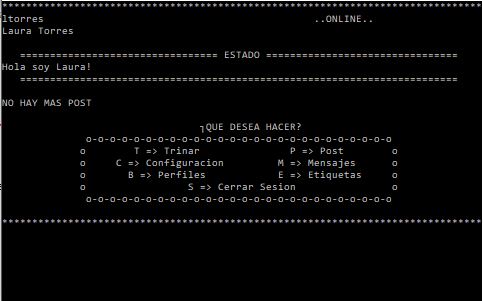 ********************************************************************************
ltorres ..ONLINE..
Laura Torres
================================= ESTADO ================================
Hola soy Laura!
=========================================================================
NO HAY MAS POST
┐QUE DESEA HACER?
o-o-o-o-o-o-o-o-o-o-o-o-o-o-o-o-o-o-o-o-o-o-o-o-o-o
o T => Trinar P => Post o
o C => Configuracion M => Mensajes o
o B => Perfiles E => Etiquetas o
o S => Cerrar Sesion o
o-o-o-o-o-o-o-o-o-o-o-o-o-o-o-o-o-o-o-o-o-o-o-o-o-o
********************************************************************************